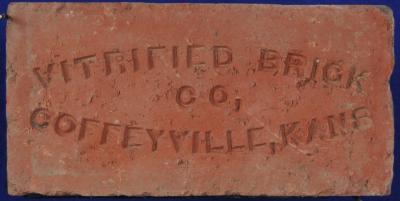 VITRIFIED BRICK
CO,
COFFEYVILLE, KANS